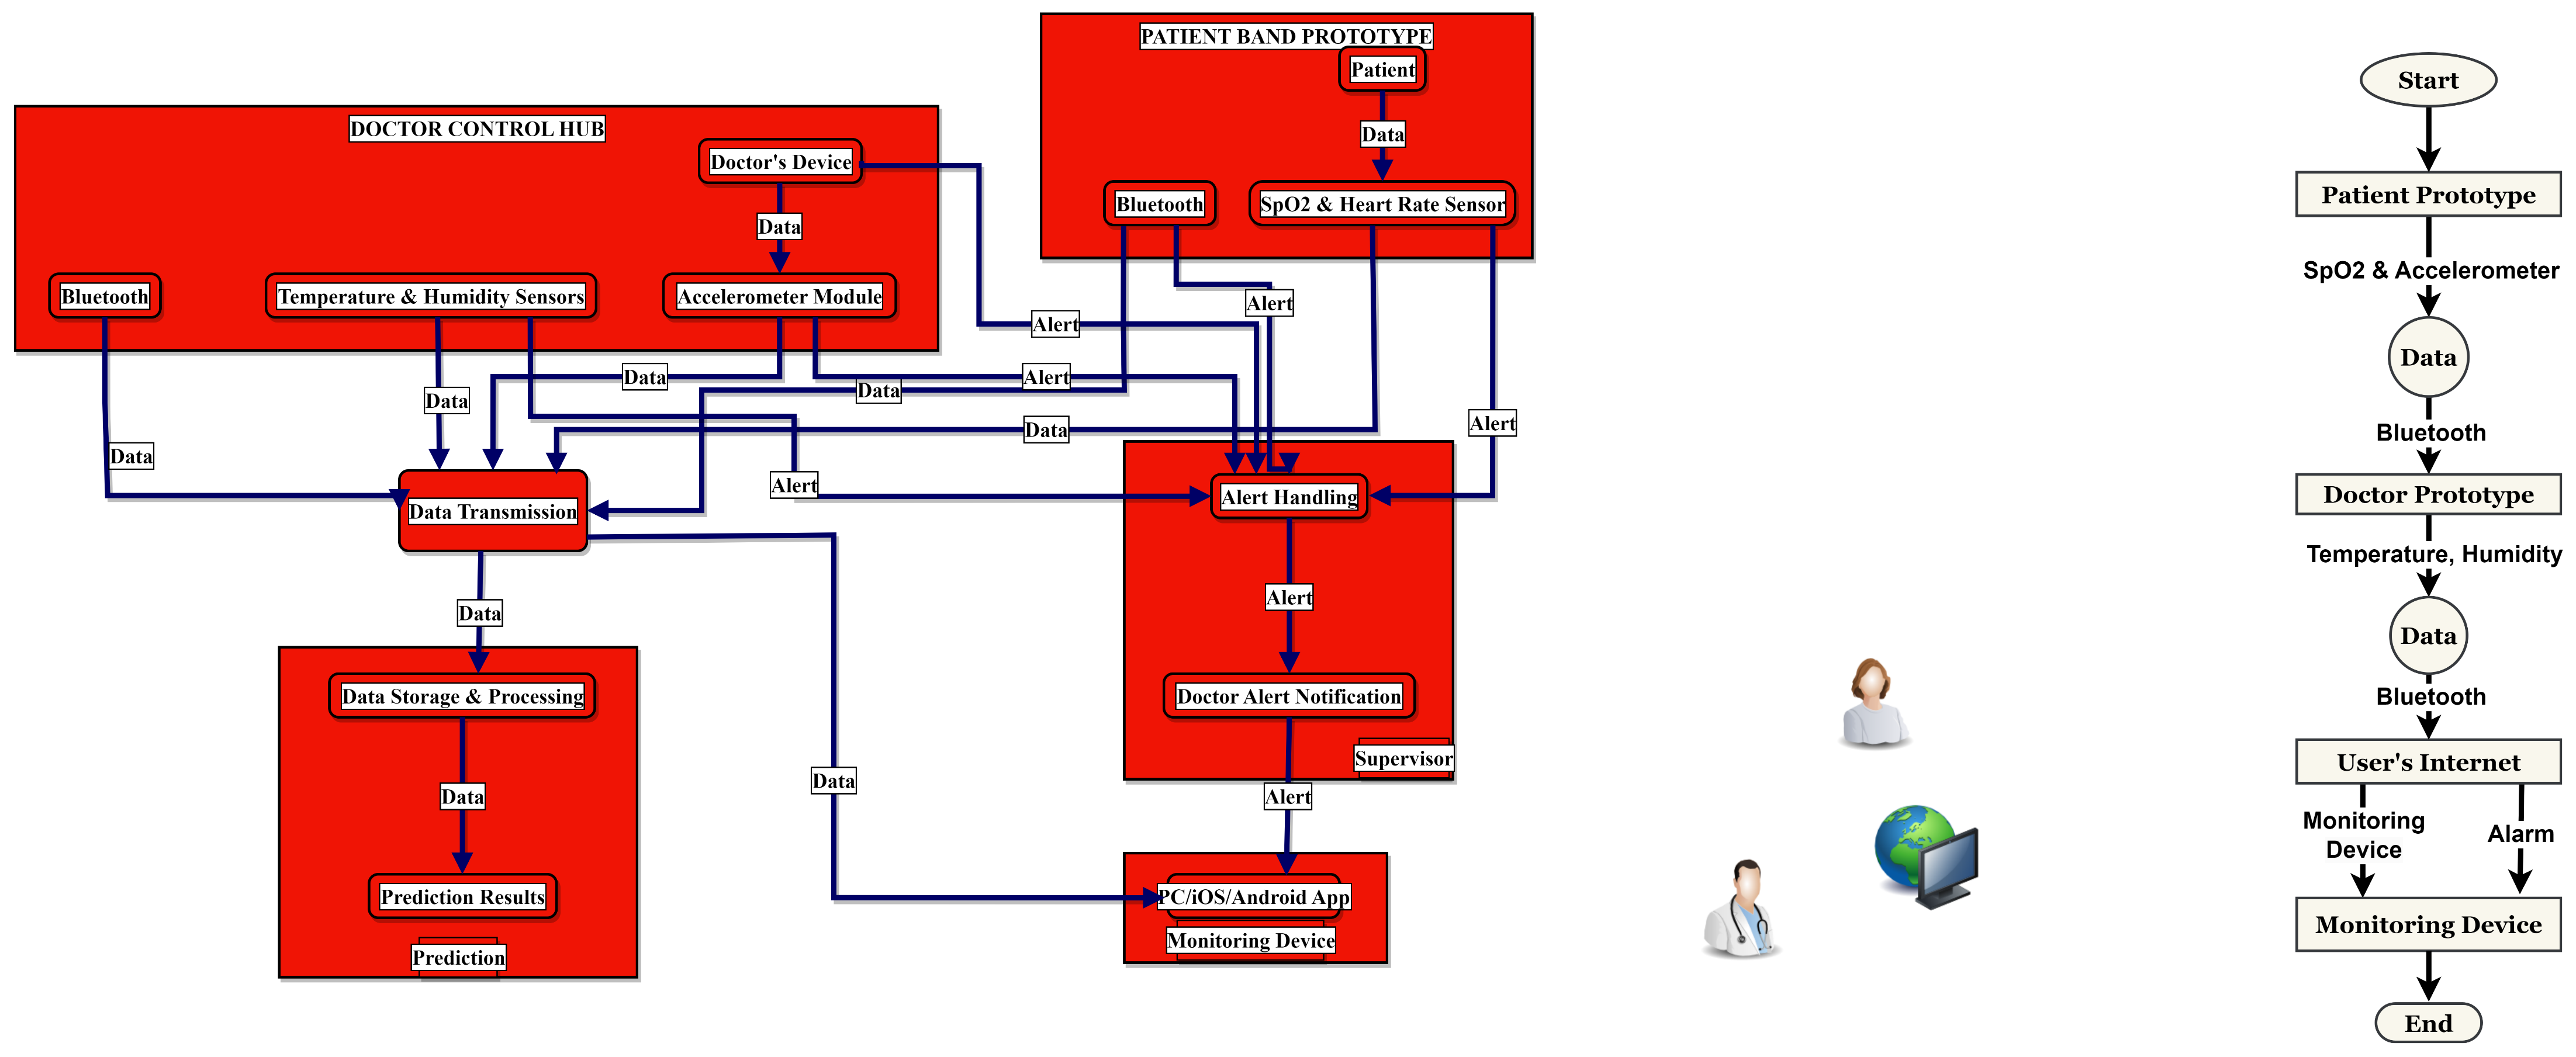 PATIENT BAND PROTOTYPE
Patient
Data
Bluetooth
SpO2 & Heart Rate Sensor
DOCTOR CONTROL HUB
Doctor's Device
Data
Bluetooth
Temperature & Humidity Sensors
Accelerometer Module
Alert
Alert
Data
Alert
Data
Data
Data
Alert
Data
Data
Alert
Data Transmission
Alert Handling
Data
Alert
Data Storage & Processing
Doctor Alert Notification
Supervisor
Data
Data
Alert
Prediction Results
PC/iOS/Android App
Monitoring Device
Prediction
Start
Patient Prototype
SpO2 & Accelerometer
Data
Bluetooth
Doctor Prototype
Temperature, Humidity
Data
Bluetooth
User's Internet
Monitoring
Device
Alarm
Monitoring Device
End